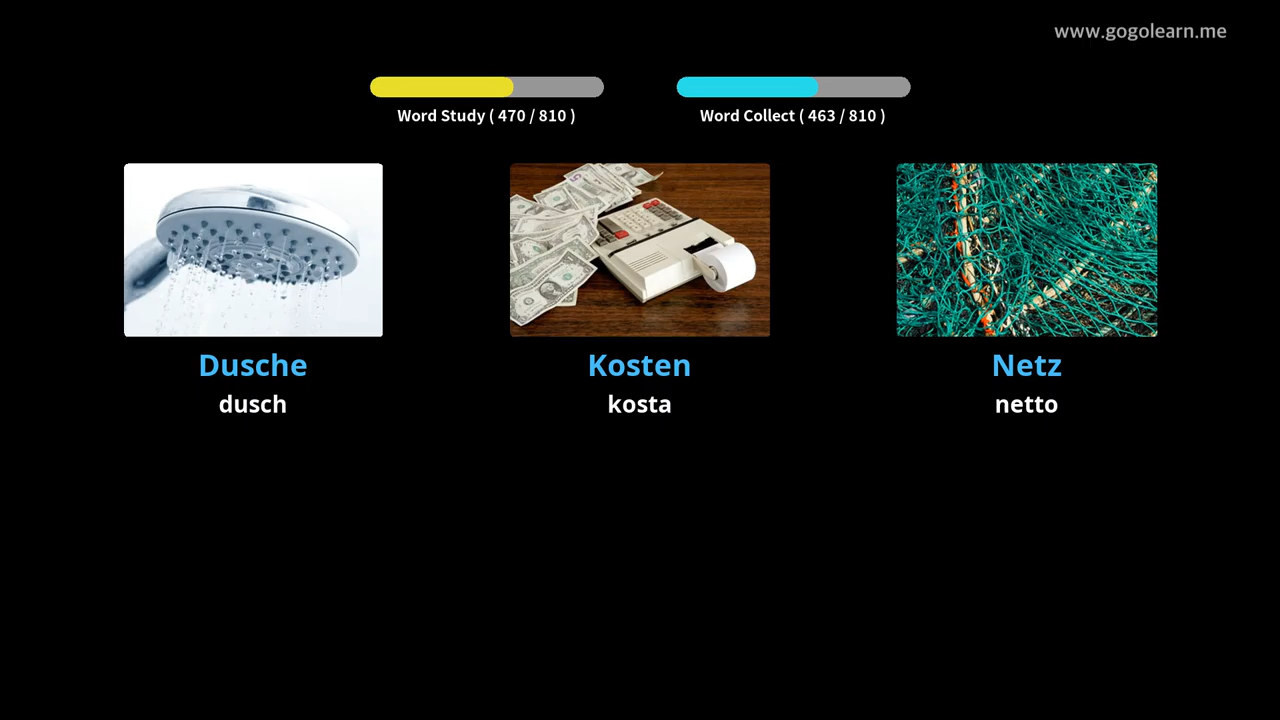 www.gogolearn.me
Word Study ( 470 / 810 )
Word Collect ( 463 / 810 )
Dusche
dusch
Kosten
kosta
Netz
netto